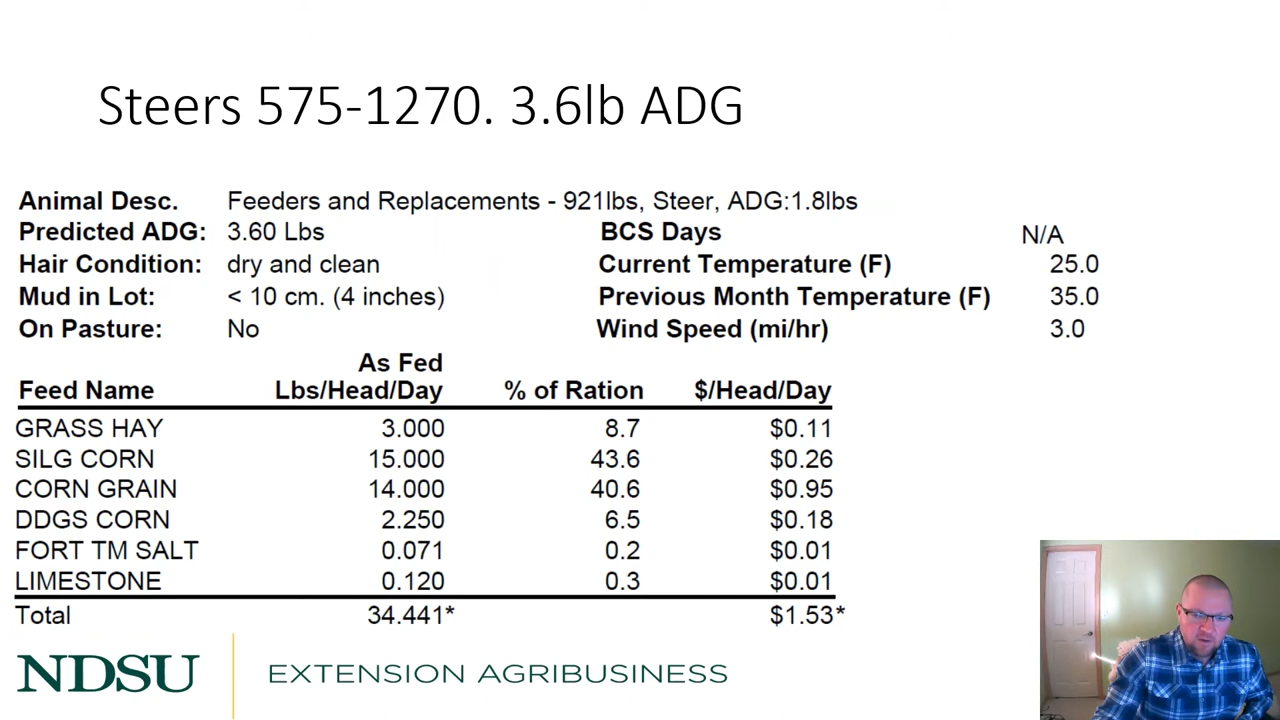 Steers 575-1270. 3.6lb ADG
Animal Desc. Feeders and Replacements - 921lbs, Steer, ADG:1.8lbs
Predicted ADG: 3.60 Lbs BCS Days N/A
Hair Condition: dry and clean Current Temperature (F) 25.0
Mud in Lot: < 10 cm. (4 inches) Previous Month Temperature (F) 35.0
On Pasture: No Wind Speed (mi/hr) 3.0
As Fed
Feed Name Lbs/Head/Day % of Ration $/Head/Day
GRASS HAY 3.000 8.7 $0.11
SILG CORN 15.000 43.6 $0.26
CORN GRAIN 14.000 40.6 $0.95
DDGS CORN 2.250 6.5 $0.18
FORT TM SALT 0.071 0.2 $0.01
LIMESTONE 0.120 0.3 $0.01
Total 34.441* $1.53*
NDSU EXTENSION AGRIBUSINESS